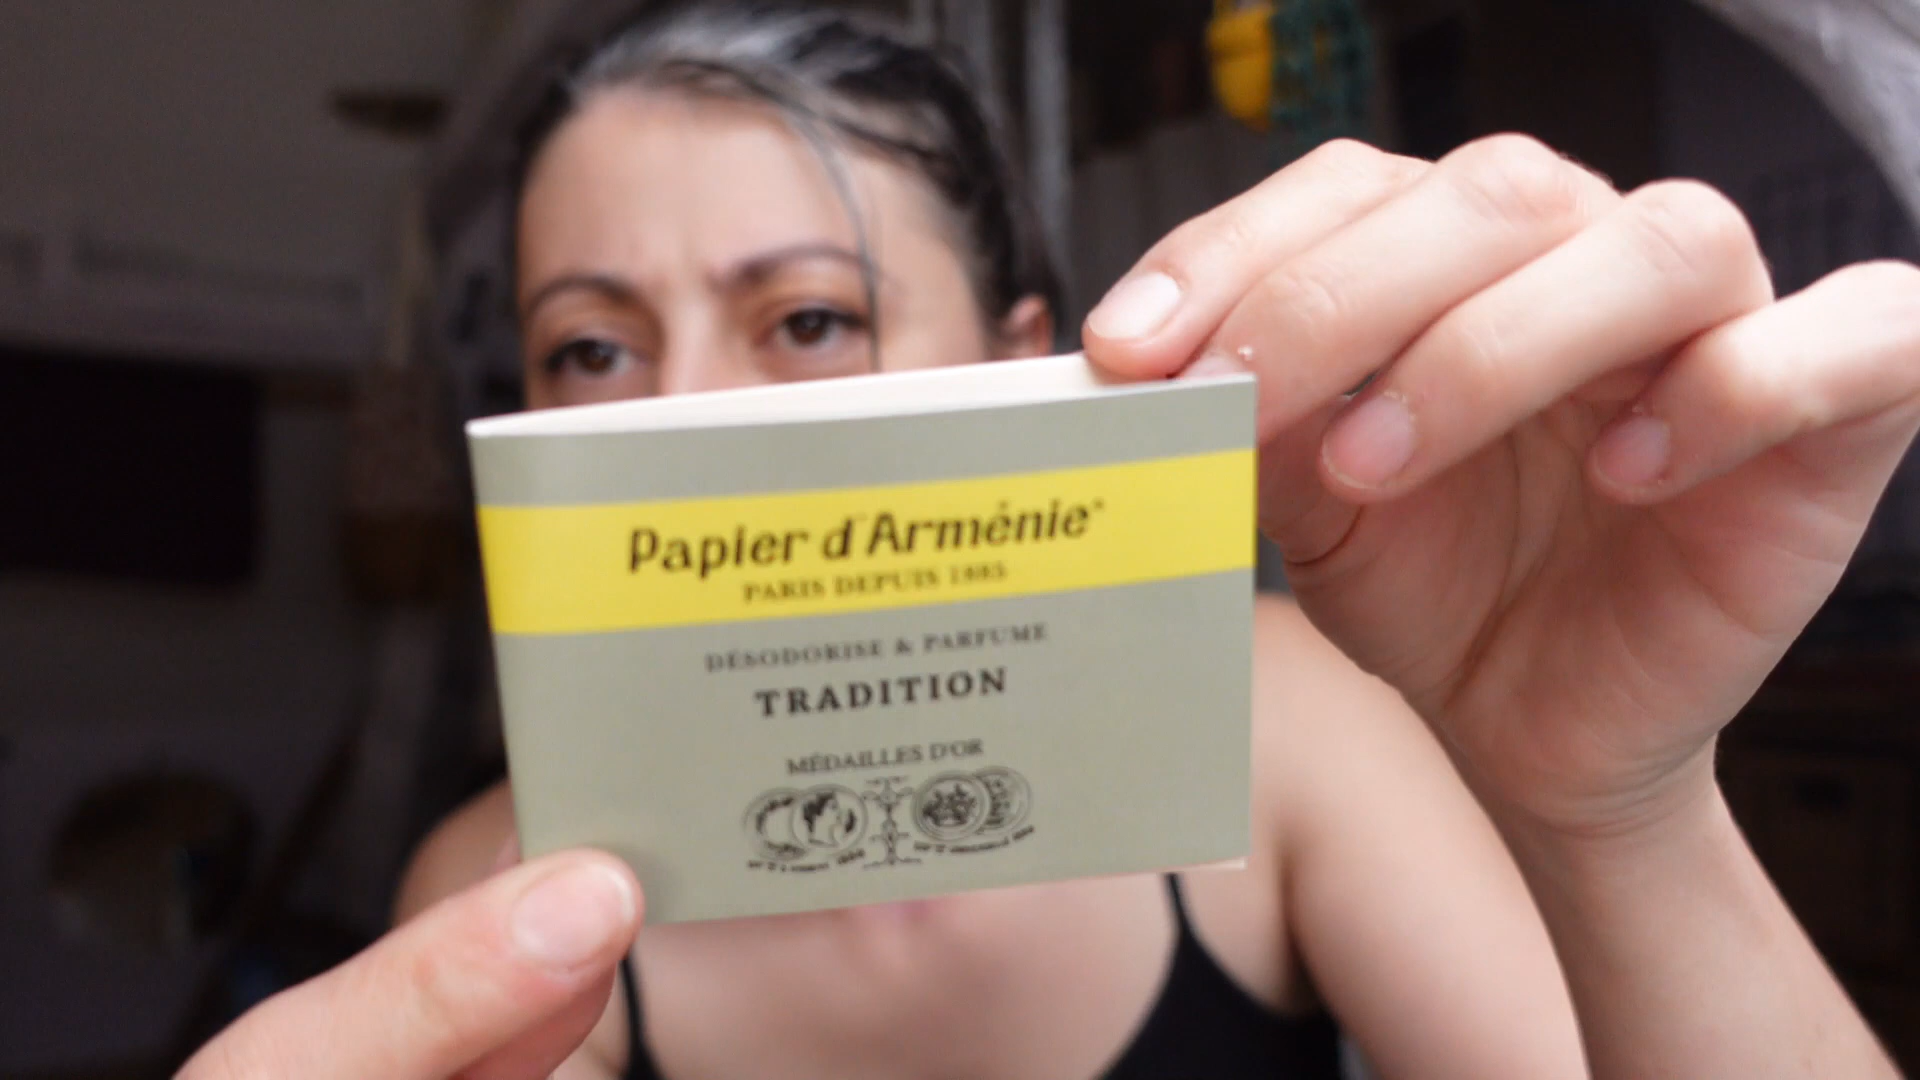 Papier d'Arménie®
PARIS DEPUIS 1885
DÉSODORISE & PARFUME
TRADITION
MÉDAILLES D'OR